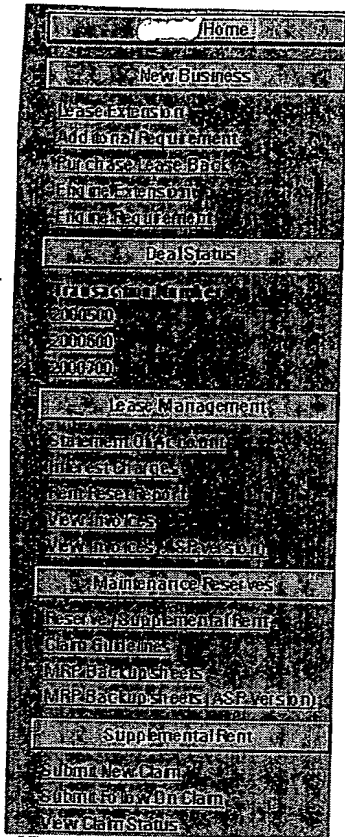 Home
New Business
Lease Extension
Additional Requirement
Purchase Lease Back
Engine Extension
Engine Requirement
Deal Status
Transaction Number
2000500
2000600
2000700
Lease Management
Statement Of Account
Interest Charges
Rent Reset Report
View Invoices
View Invoices (ASP version)
Maintenance Reserves
Reserve / Supplemental Rent
Claim Guidelines
MRP Backup sheets
MRP Backup sheets (ASP Version)
Supplemental Rent
Submit New Claim
Submit Follow On Claim
View Claim Status